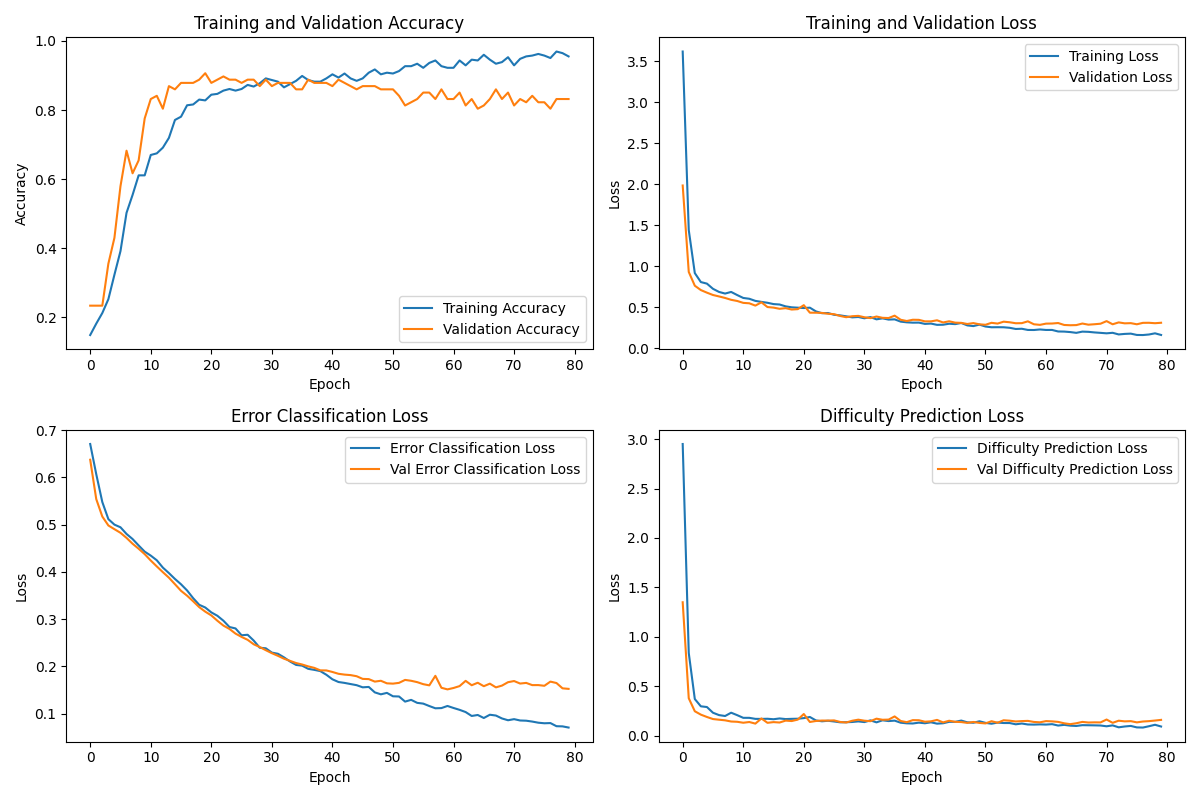 Training and Validation Accuracy
Accuracy
1.0
0.8
0.6
0.4
0.2
Training Accuracy
Validation Accuracy
0 10 20 30 40 50 60 70 80
Epoch
Training and Validation Loss
Loss
3.5
3.0
2.5
2.0
1.5
1.0
0.5
0.0
Training Loss
Validation Loss
0 10 20 30 40 50 60 70 80
Epoch
Error Classification Loss
Loss
0.7
0.6
0.5
0.4
0.3
0.2
0.1
Error Classification Loss
Val Error Classification Loss
0 10 20 30 40 50 60 70 80
Epoch
Difficulty Prediction Loss
Loss
3.0
2.5
2.0
1.5
1.0
0.5
0.0
Difficulty Prediction Loss
Val Difficulty Prediction Loss
0 10 20 30 40 50 60 70 80
Epoch